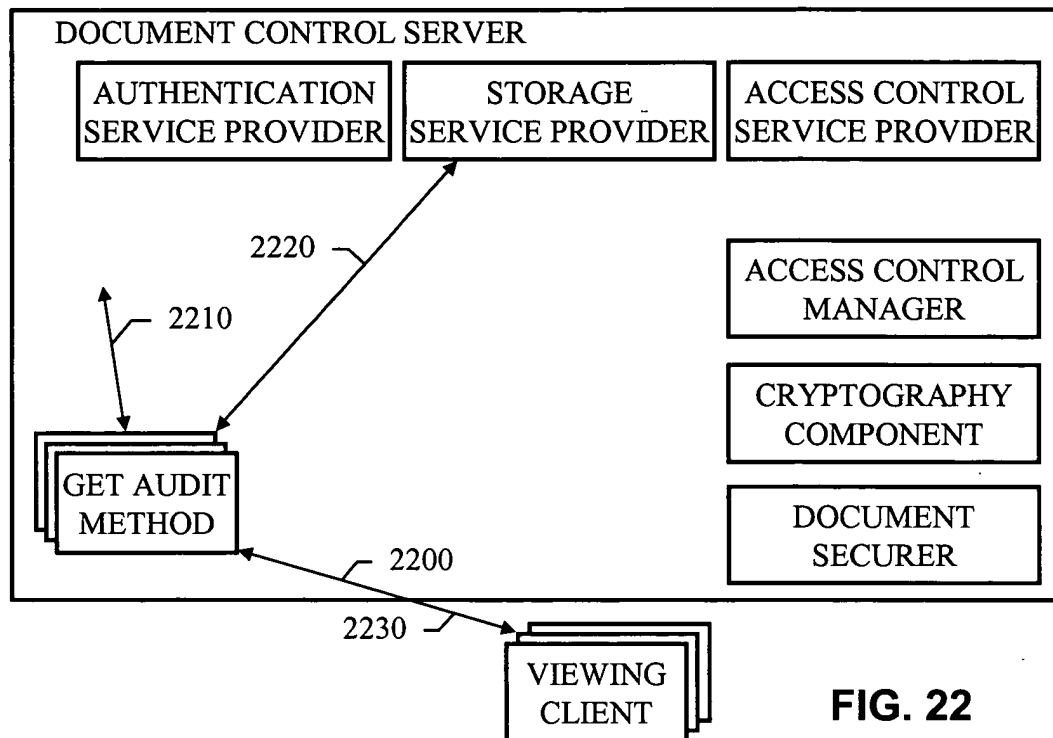 DOCUMENT CONTROL SERVER
AUTHENTICATION
SERVICE PROVIDER
STORAGE
SERVICE PROVIDER
ACCESS CONTROL
SERVICE PROVIDER
2220
2210
ACCESS CONTROL
MANAGER
CRYPTOGRAPHY
COMPONENT
GET AUDIT
METHOD
DOCUMENT
SECURER
2200
2230
VIEWING
CLIENT
FIG. 22